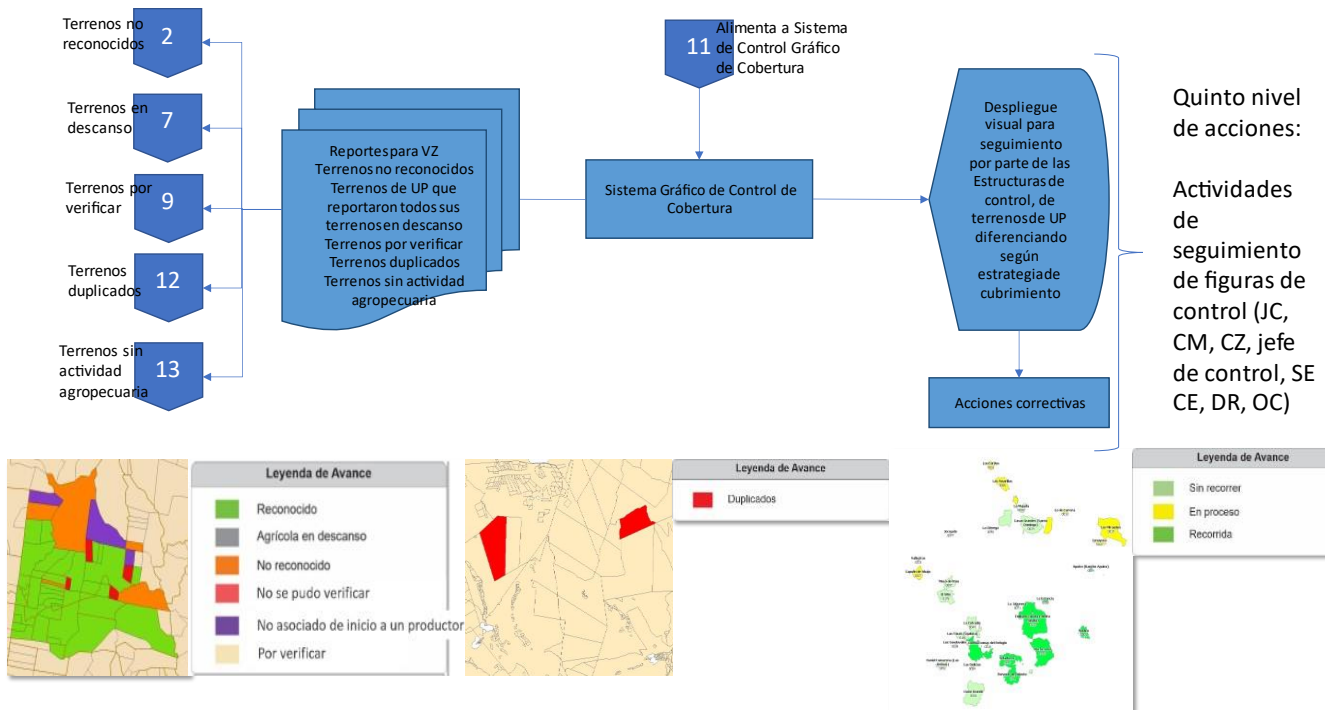 Terrenos no
reconocidos
2
Terrenos en
descanso
7
Terrenos por
verificar
9
Terrenos
duplicados
12
Terrenos sin
actividad
agropecuaria
13
Reportes para VZ
Terrenos no reconocidos
Terrenos de UP que
reportaron todos sus
terrenos en descanso
Terrenos por verificar
Terrenos duplicados
Terrenos sin actividad
agropecuaria
11
Alimenta a Sistema
de Control Gráfico
de Cobertura
Sistema Gráfico de Control de
Cobertura
Despliegue
visual para
seguimiento
por parte de las
Estructuras de
control, de
terrenos de UP
diferenciando
según
estrategia de
cubrimiento
Acciones correctivas
Quinto nivel
de acciones:
Actividades
de
seguimiento
de figuras de
control (JC,
CM, CZ, jefe
de control, SE
CE, DR, OC)
Leyenda de Avance
Reconocido
Agrícola en descanso
No reconocido
No se pudo verificar
No asociado de inicio a un productor
Por verificar
Leyenda de Avance
Duplicados
Leyenda de Avance
Sin recorrer
En proceso
Recorrida